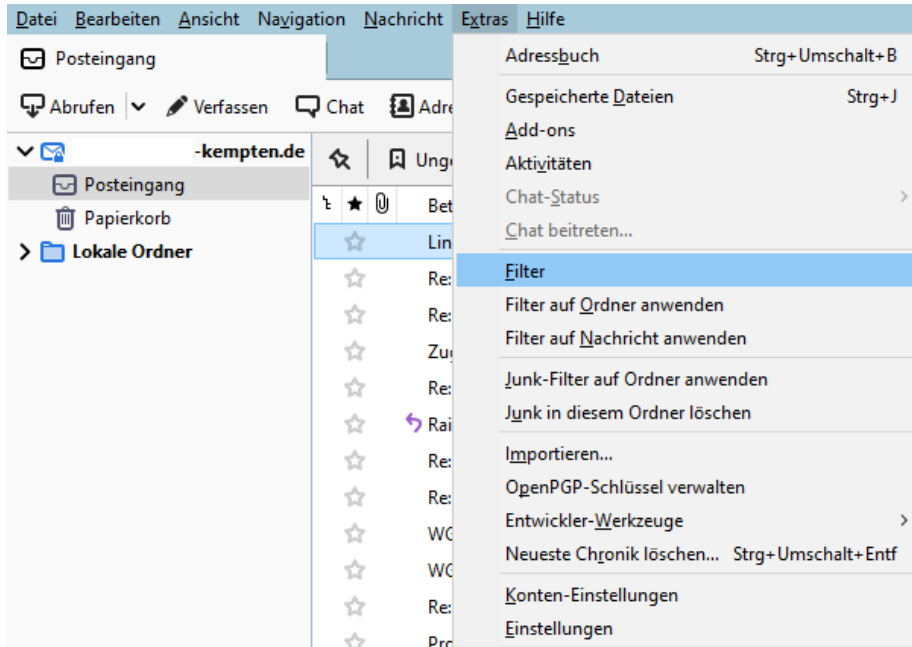 Datei Bearbeiten Ansicht Navigation Nachricht Extras Hilfe
Posteingang
Abrufen Verfassen Chat Adre
-kempten.de
Posteingang
Papierkorb
Lokale Ordner
Unge
Bet
Lin
Re:
Re:
Zug
Re:
Rai
Re:
Re:
WG
WG
Re:
Pro
Adressbuch Strg+Umschalt+B
Gespeicherte Dateien Strg+J
Add-ons
Aktivitäten
Chat-Status
Chat beitreten...
Filter
Filter auf Ordner anwenden
Filter auf Nachricht anwenden
Junk-Filter auf Ordner anwenden
Junk in diesem Ordner löschen
Importieren...
OpenPGP-Schlüssel verwalten
Entwickler-Werkzeuge
Neueste Chronik löschen... Strg+Umschalt+Entf
Konten-Einstellungen
Einstellungen